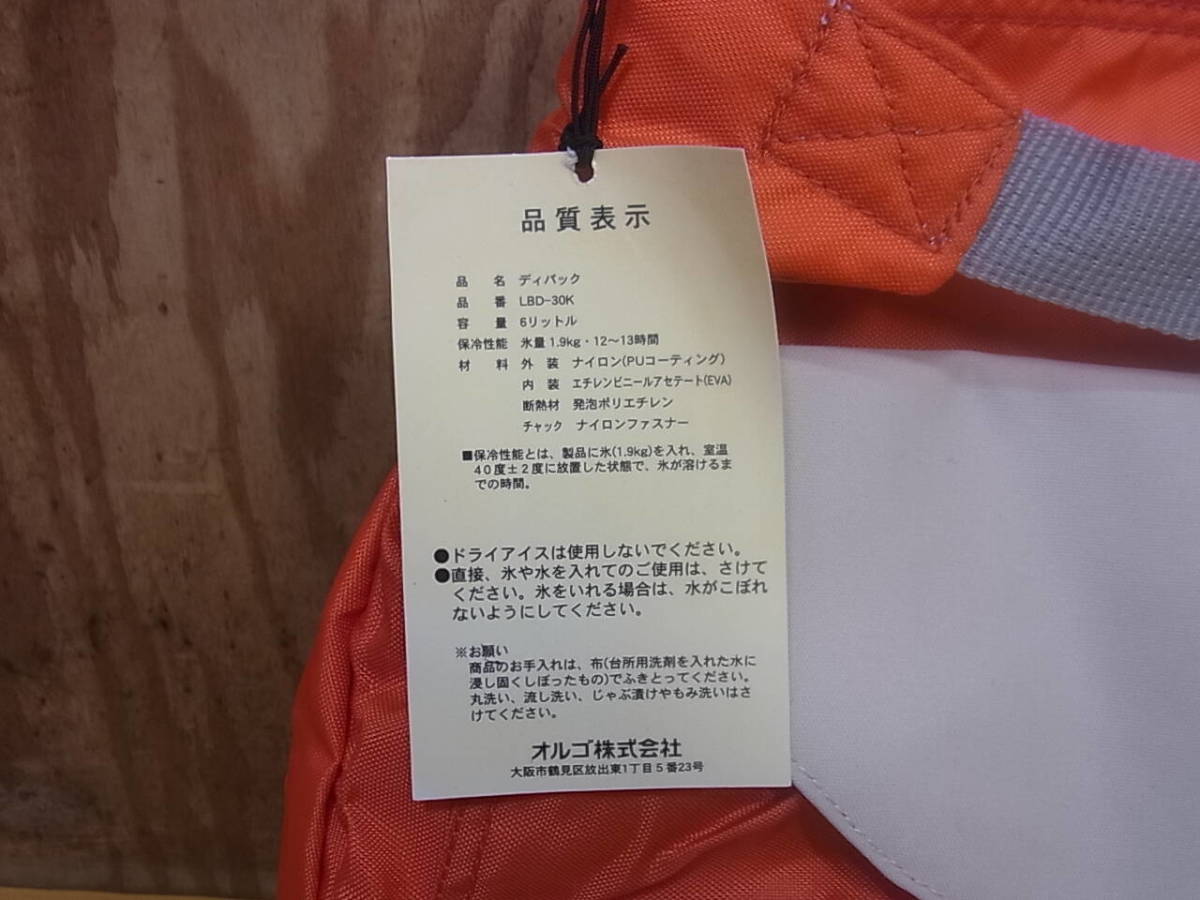 品質表示
品 名 ディパック
品 番 LBD-30K
容 量 6リットル
保冷性能 氷量1.9kg・12～13時間
材 料 外 装 ナイロン(PUコーティング)
内 装 エチレンビニールアセテート(EVA)
断熱材 発泡ポリエチレン
チャック ナイロンファスナー
■保冷性能とは、製品に氷(1.9kg)を入れ、室温
40度±2度に放置した状態で、氷が溶けるま
での時間。
●ドライアイスは使用しないでください。
●直接、氷や水を入れてのご使用は、さけて
ください。氷をいれる場合は、水がこぼれ
ないようにしてください。
※お願い
商品のお手入れは、布(台所用洗剤を入れた水に
浸し固くしぼったもの)でふきとってください。
丸洗い、流し洗い、じゃぶ漬けやもみ洗いはさ
けてください。
オルゴ株式会社
大阪市鶴見区放出東1丁目5番23号